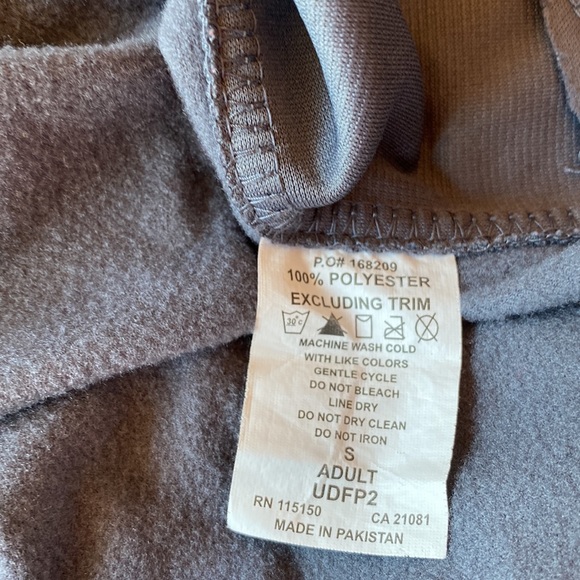 P.O# 168209
100% POLYESTER
EXCLUDING TRIM
30°c
MACHINE WASH COLD
WITH LIKE COLORS
GENTLE CYCLE
DO NOT BLEACH
LINE DRY
DO NOT DRY CLEAN
DO NOT IRON
S
ADULT
UDFP2
RN 115150 CA 21081
MADE IN PAKISTAN